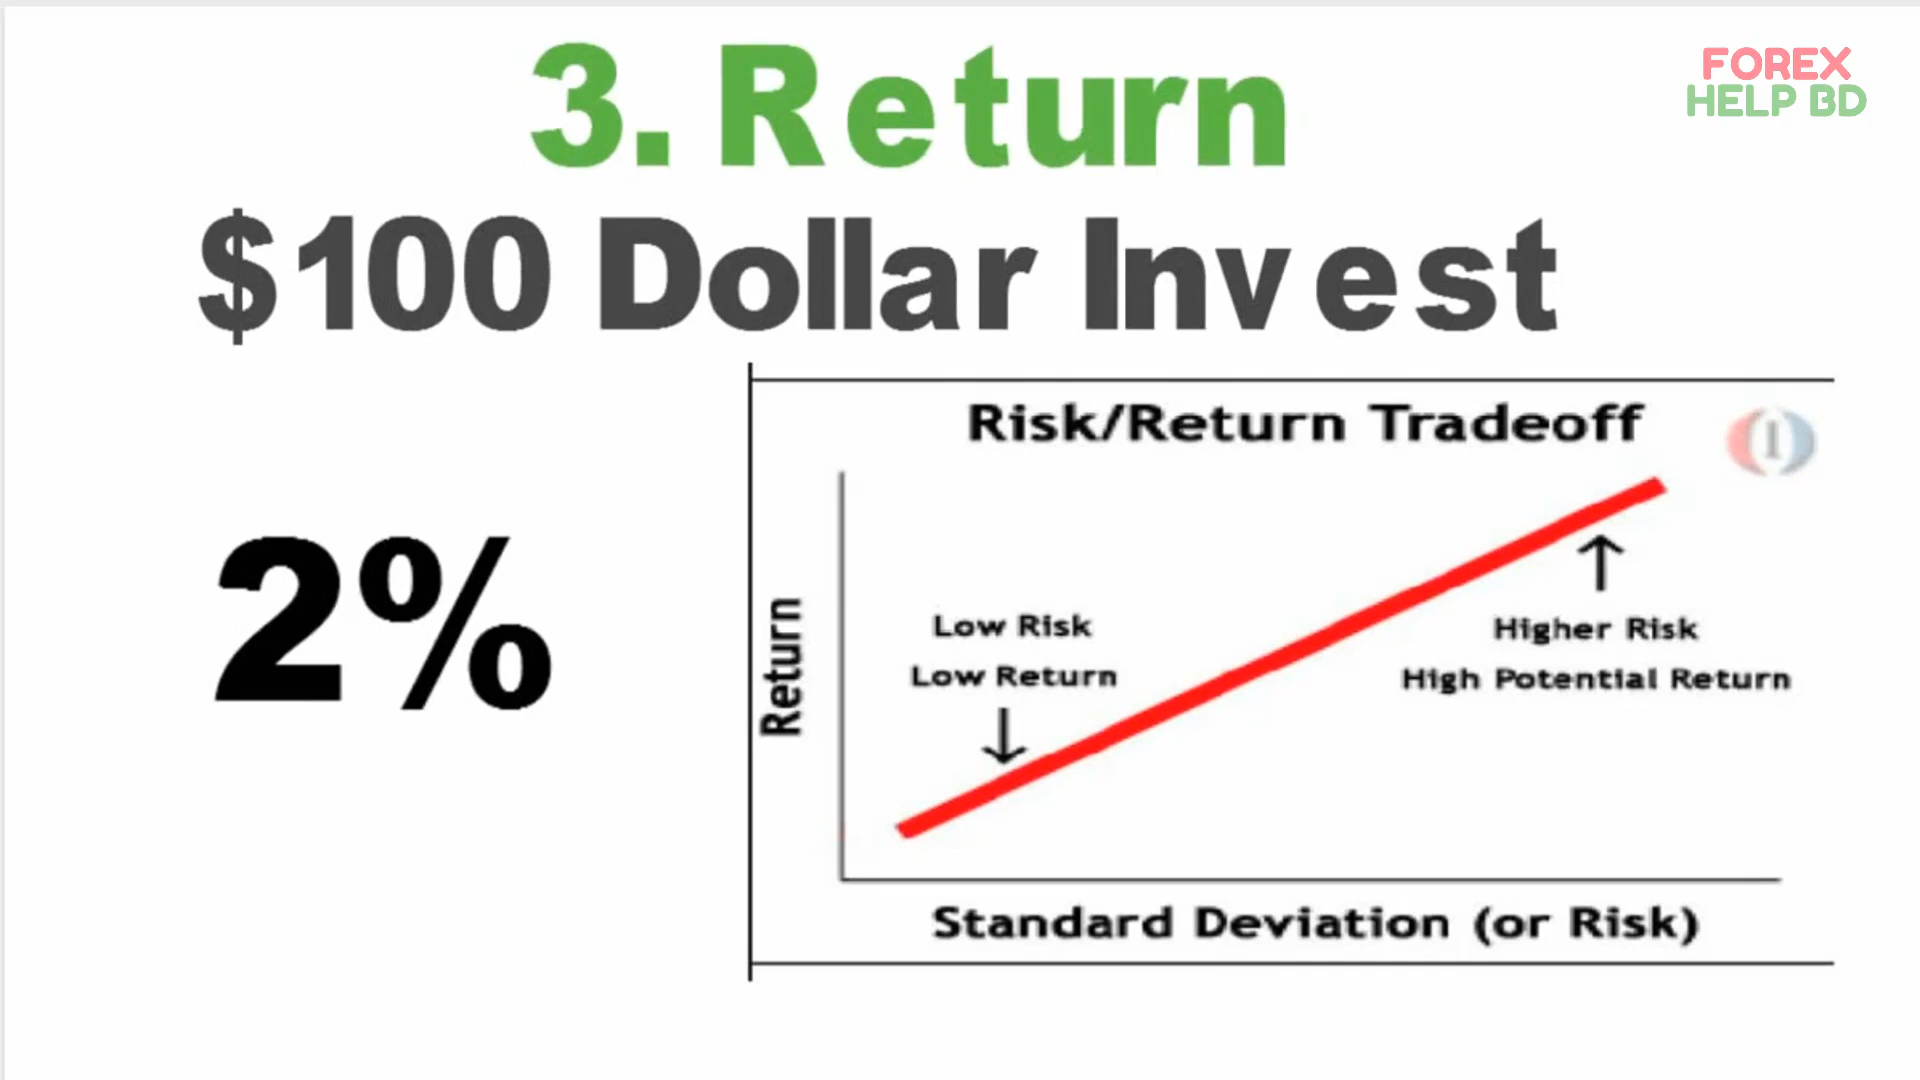 3. Return
FOREX
HELP BD
$100 Dollar Invest
2%
Risk/Return Tradeoff
Return
Low Risk
Low Return
Higher Risk
High Potential Return
Standard Deviation (or Risk)